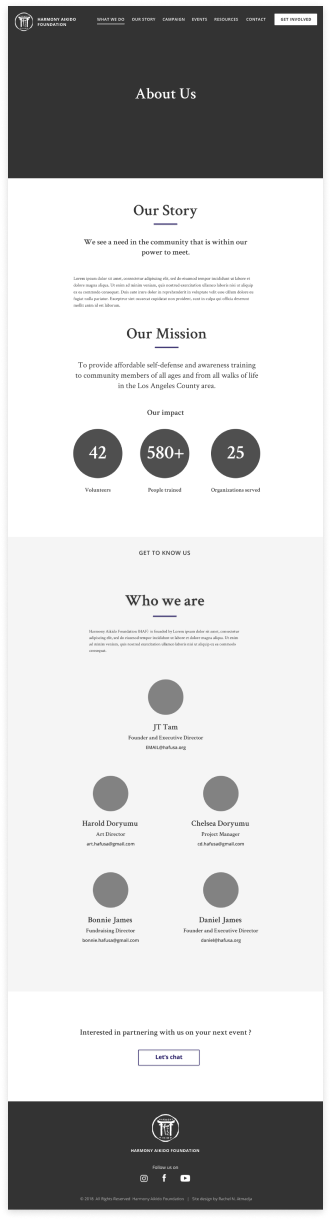 HARMONY AIKIDO
FOUNDATION
WHAT WE DO OUR STORY CAMPAIGN EVENTS RESOURCES CONTACT GET INVOLVED
About Us
Our Story
We see a need in the community that is within our
power to meet.
Lorem ipsum dolor sit amet, consectetur adipiscing elit, sed do eiusmod tempor incididunt ut labore et
dolore magna aliqua. Ut enim ad minim veniam, quis nostrud exercitation ullamco laboris nisi ut aliquip
ex ea commodo consequat. Duis aute irure dolor in reprehenderit in voluptate velit esse cillum dolore eu
fugiat nulla pariatur. Excepteur sint occaecat cupidatat non proident, sunt in culpa qui officia deserunt
mollit anim id est laborum.
Our Mission
To provide affordable self-defense and awareness training
to community members of all ages and from all walks of life
in the Los Angeles County area.
Our impact
42 580+ 25
Volunteers People trained Organizations served
GET TO KNOW US
Who we are
Harmony Aikido Foundation (HAF) is founded by Lorem ipsum dolor sit amet, consectetur
adipiscing elit, sed do eiusmod tempor incididunt ut labore et dolore magna aliqua. Ut enim
ad minim veniam, quis nostrud exercitation ullamco laboris nisi ut aliquip ex ea commodo
consequat.
JT Tam
Founder and Executive Director
EMAIL@hafusa.org
Harold Doryumu Chelsea Doryumu
Art Director Project Manager
art.hafusa@gmail.com cd.hafusa@gmail.com
Bonnie James Daniel James
Fundraising Director Founder and Executive Director
bonnie.hafusa@gmail.com daniel@hafusa.org
Interested in partnering with us on your next event ?
Let's chat
HARMONY AIKIDO FOUNDATION
Follow us on
© 2019. All Rights Reserved. Harmony Aikido Foundation | Site design by Rachel H.